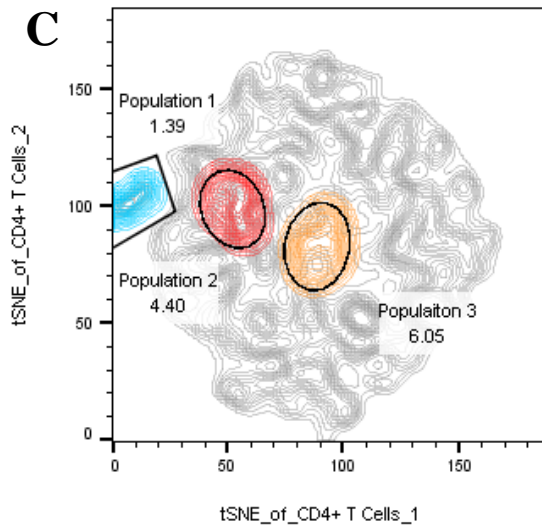 C
150
100
50
0
tSNE_of_CD4+ T Cells_2
Population 1
1.39
Population 2
4.40
Populaiton 3
6.05
0 50 100 150
tSNE_of_CD4+ T Cells_1